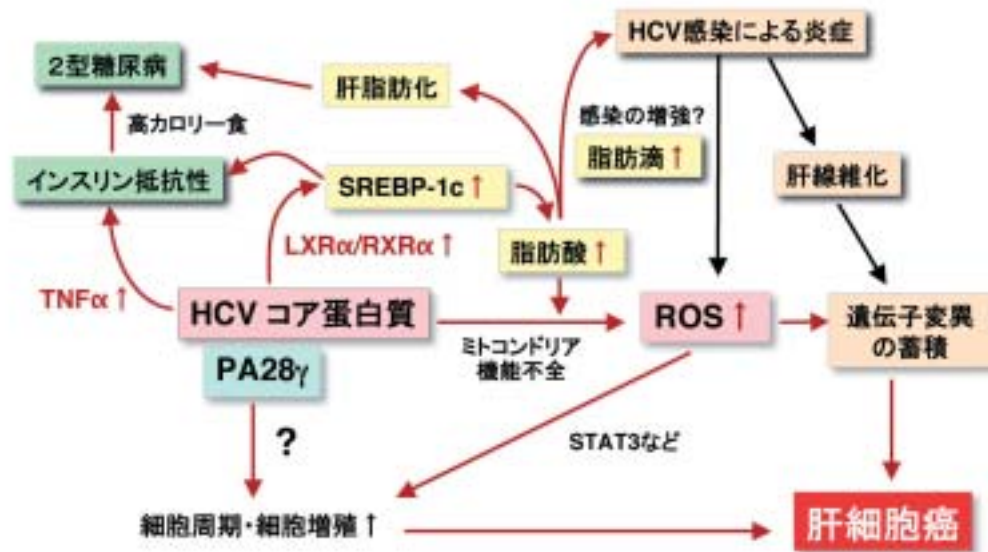 HCV感染による炎症
2型糖尿病
肝脂肪化
高カロリー食
感染の増強?
脂肪滴↑
インスリン抵抗性
SREBP-1c↑
肝線維化
LXRα/RXRα↑
脂肪酸↑
TNFα↑
HCV コア蛋白質
ROS↑
遺伝子変異
の蓄積
ミトコンドリア
機能不全
PA28γ
?
STAT3など
細胞周期・細胞増殖↑
肝細胞癌